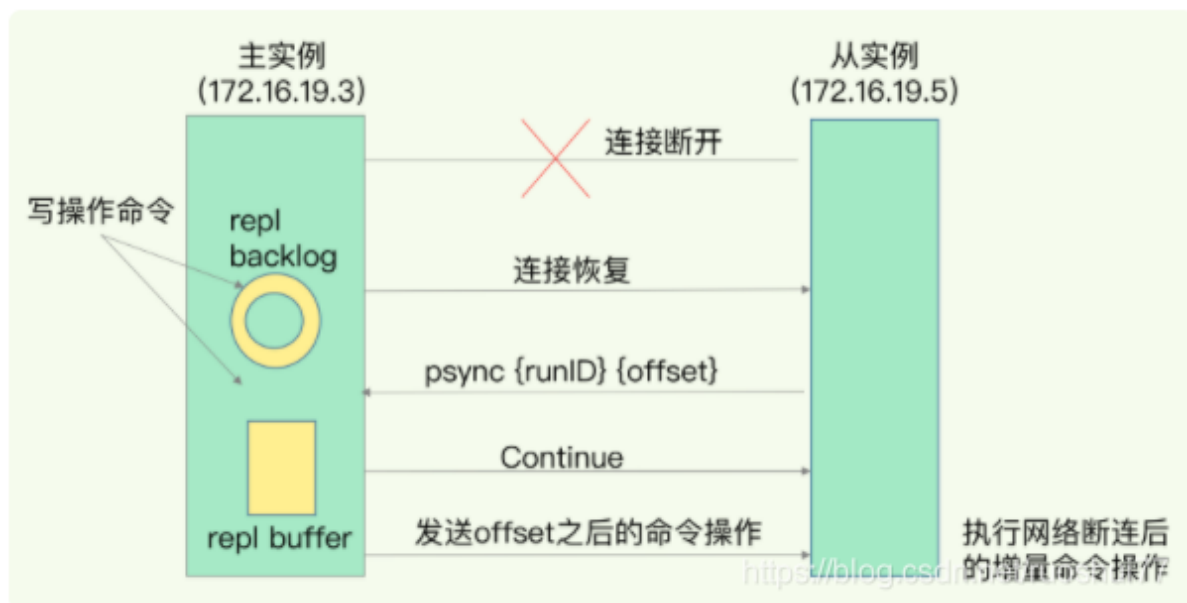 主实例
(172.16.19.3)
从实例
(172.16.19.5)
连接断开
写操作命令
repl
backlog
连接恢复
psync {runID} {offset}
Continue
repl buffer
发送offset之后的命令操作
执行网络断连后
的增量命令操作
https://blog.csdn